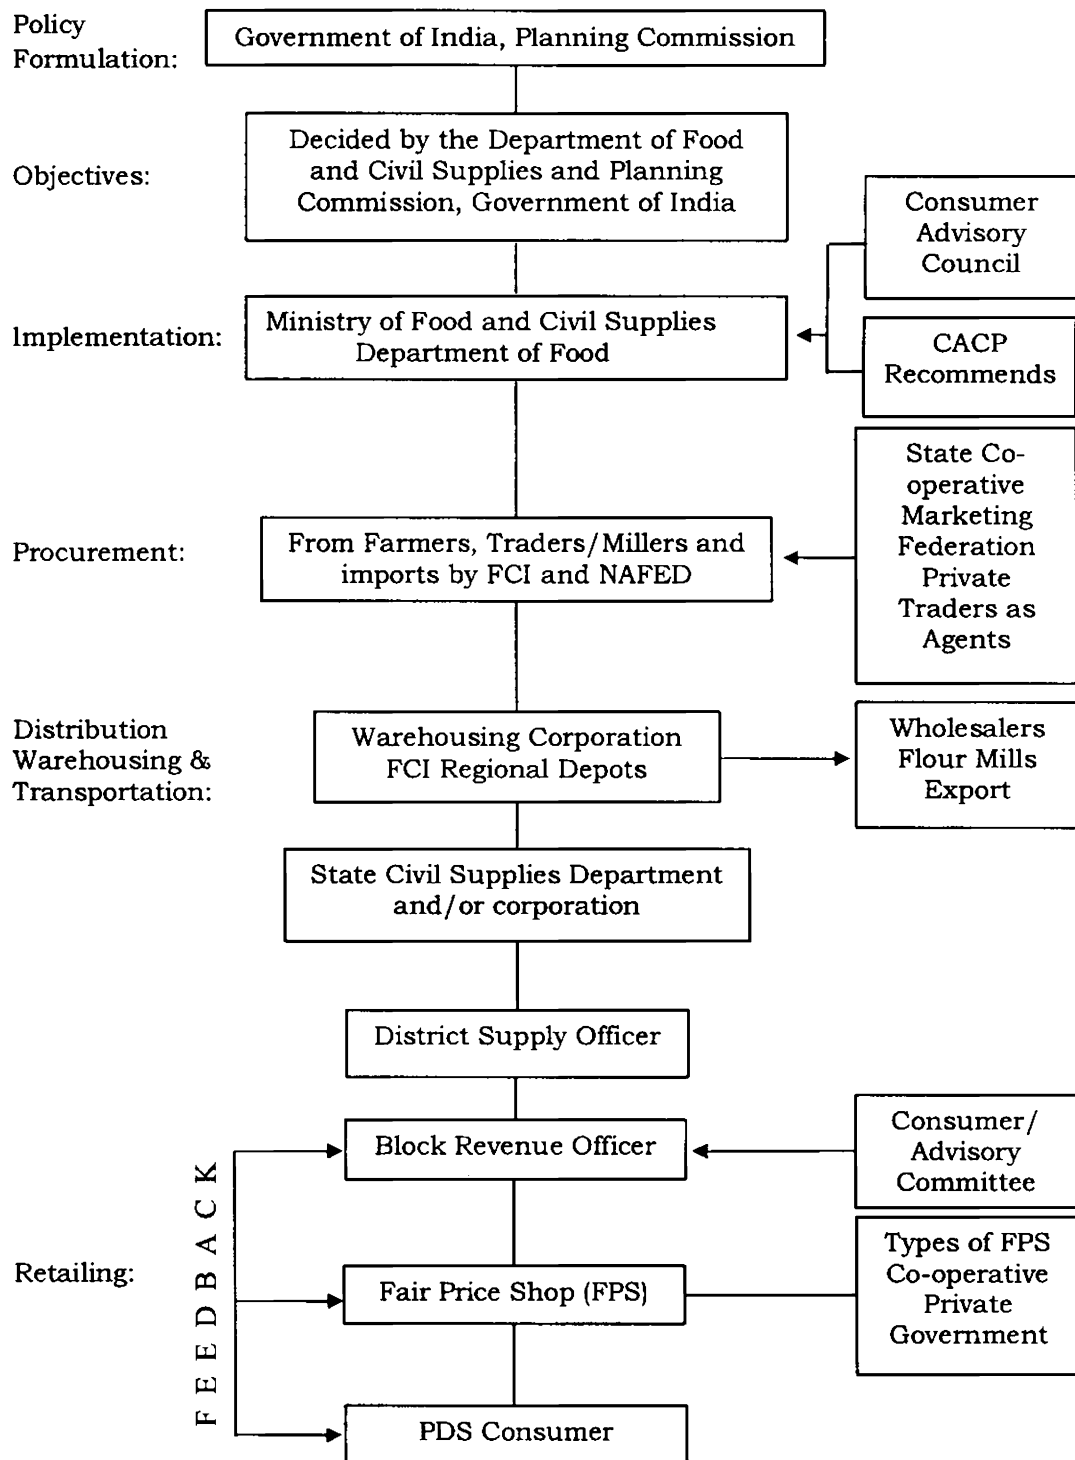 Policy
Formulation:
Government of India, Planning Commission
Objectives:
Decided by the Department of Food
and Civil Supplies and Planning
Commission, Government of India
Consumer
Advisory
Council
Implementation:
Ministry of Food and Civil Supplies
Department of Food
CACP
Recommends
Procurement:
From Farmers, Traders/Millers and
imports by FCI and NAFED
State Co-
operative
Marketing
Federation
Private
Traders as
Agents
Distribution
Warehousing &
Transportation:
Warehousing Corporation
FCI Regional Depots
Wholesalers
Flour Mills
Export
State Civil Supplies Department
and/or corporation
District Supply Officer
Block Revenue Officer
Consumer/
Advisory
Committee
FEEDBACK
Retailing:
Fair Price Shop (FPS)
Types of FPS
Co-operative
Private
Government
PDS Consumer